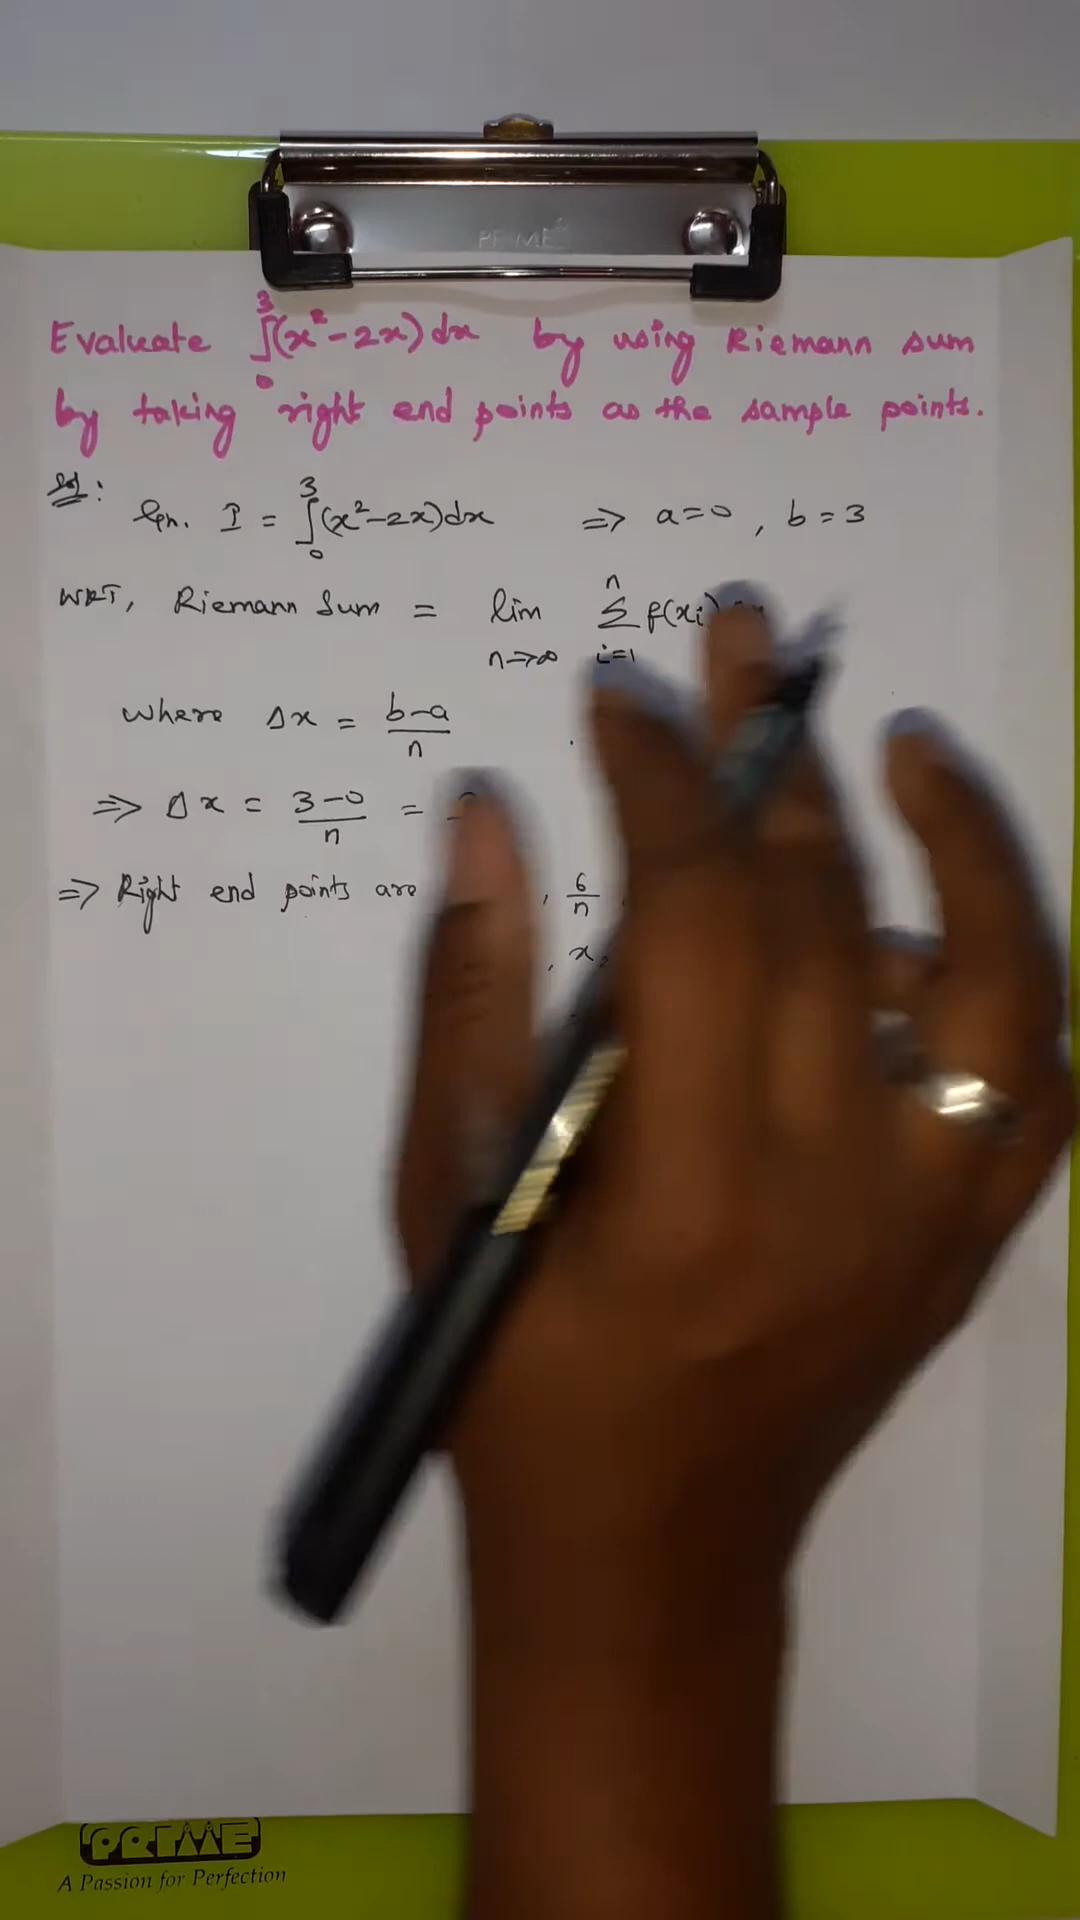 PRIME
Evaluate ∫₀³(x²-2x)dx by using Riemann sum
by taking right end points as the sample points.
Sol:
Gn. I = ∫₀³(x²-2x)dx => a=0, b=3
WKT, Riemann Sum = lim n→∞ Σ i=1 n f(xi)
Where Δx = b-a/n
=> Δx = 3-0/n =
=> Right end points are , 6/n
, x₂
PRIME
A Passion for Perfection